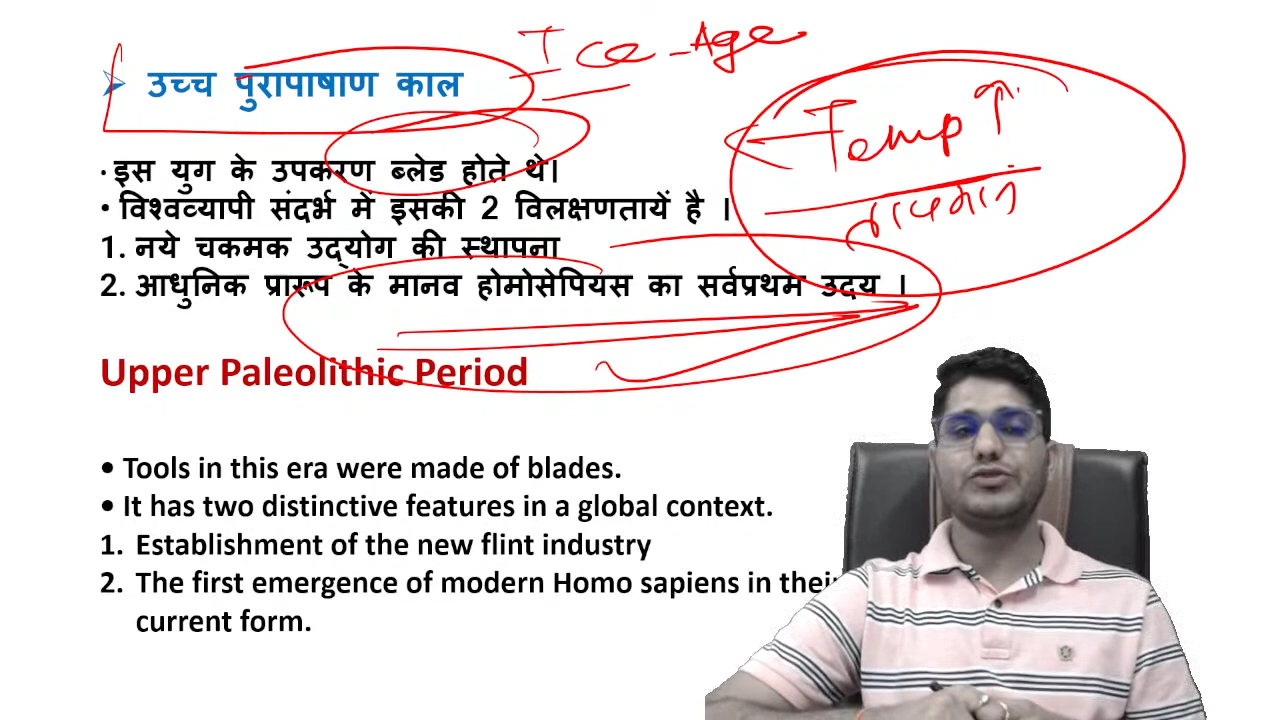 Ice-Age
➤ उच्च पुरापाषाण काल
Temp ↑
तापमान
• इस युग के उपकरण ब्लेड होते थे।
• विश्वव्यापी संदर्भ में इसकी 2 विलक्षणतायें है ।
1. नये चकमक उद्योग की स्थापना
2. आधुनिक प्रारूप के मानव होमोसेपियस का सर्वप्रथम उदय ।
Upper Paleolithic Period
• Tools in this era were made of blades.
• It has two distinctive features in a global context.
1. Establishment of the new flint industry
2. The first emergence of modern Homo sapiens in their
current form.